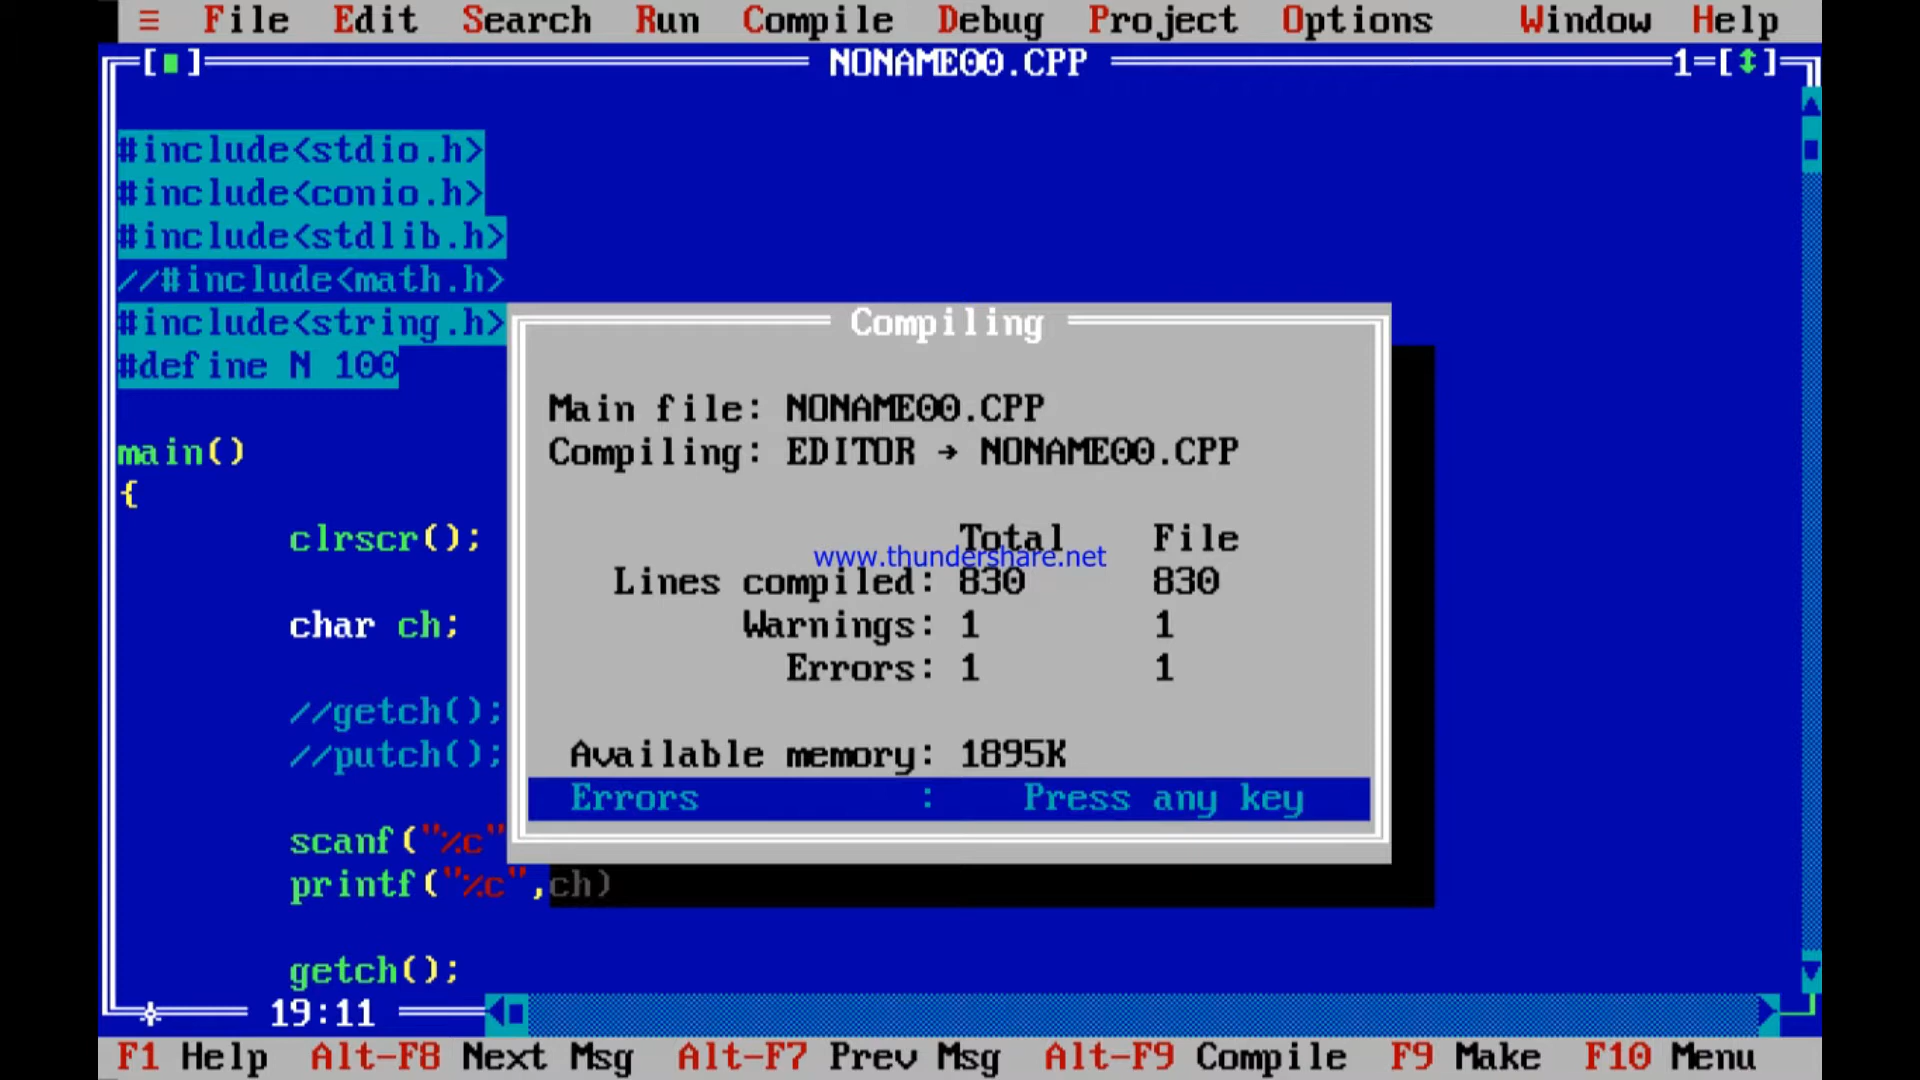 ≡ File Edit Search Run Compile Debug Project Options Window Help
NONAME00.CPP 1
#include<stdio.h>
#include<conio.h>
#include<stdlib.h>
//#include<math.h>
#include<string.h>
#define N 100
main()
{
clrscr();
char ch;
//getch();
//putch();
scanf("%c"
printf("%c",ch)
getch();
19:11
Compiling
Main file: NONAME00.CPP
Compiling: EDITOR → NONAME00.CPP
Total File
www.thundershare.net
Lines compiled: 830 830
Warnings: 1 1
Errors: 1 1
Available memory: 1895K
Errors : Press any key
F1 Help Alt-F8 Next Msg Alt-F7 Prev Msg Alt-F9 Compile F9 Make F10 Menu